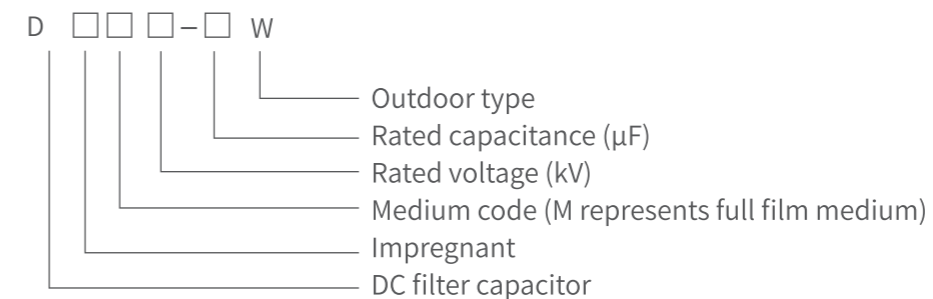 D □□ □-□ W
Outdoor type
Rated capacitance (μF)
Rated voltage (kV)
Medium code (M represents full film medium)
Impregnant
DC filter capacitor